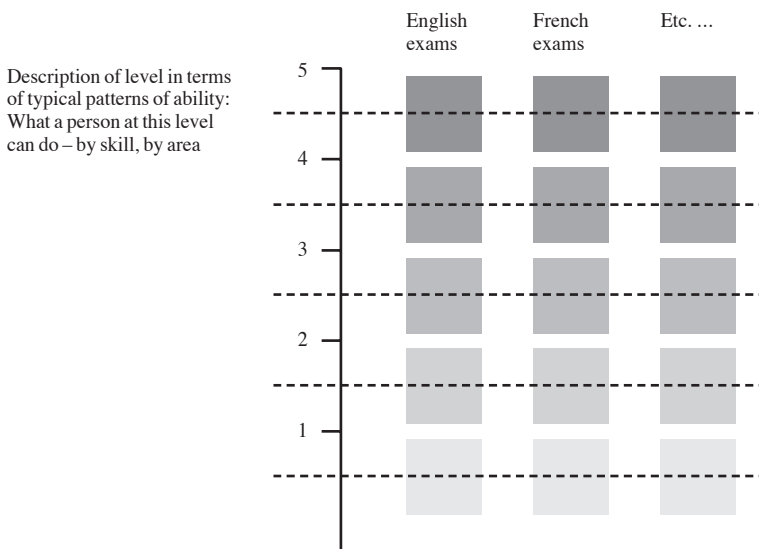 English
exams
French
exams
Etc. ...
Description of level in terms
of typical patterns of ability:
What a person at this level
can do – by skill, by area
5
4
3
2
1